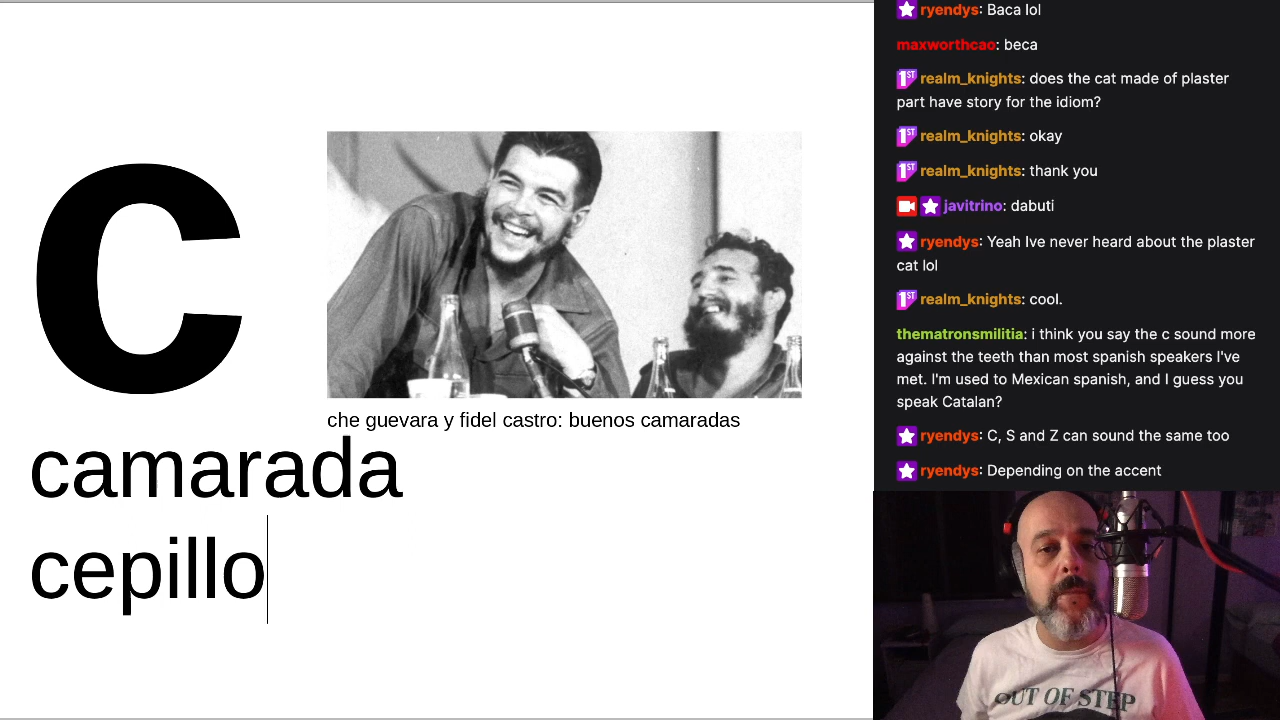 c
che guevara y fidel castro: buenos camaradas
camarada
cepillo
ryendys: Baca lol
maxworthcao: beca
1ST realm_knights: does the cat made of plaster
part have story for the idiom?
1ST realm_knights: okay
1ST realm_knights: thank you
javitrino: dabuti
ryendys: Yeah Ive never heard about the plaster
cat lol
1ST realm_knights: cool.
thematronsmilitia: i think you say the c sound more
against the teeth than most spanish speakers I've
met. I'm used to Mexican spanish, and I guess you
speak Catalan?
ryendys: C, S and Z can sound the same too
ryendys: Depending on the accent
OUT OF STEP